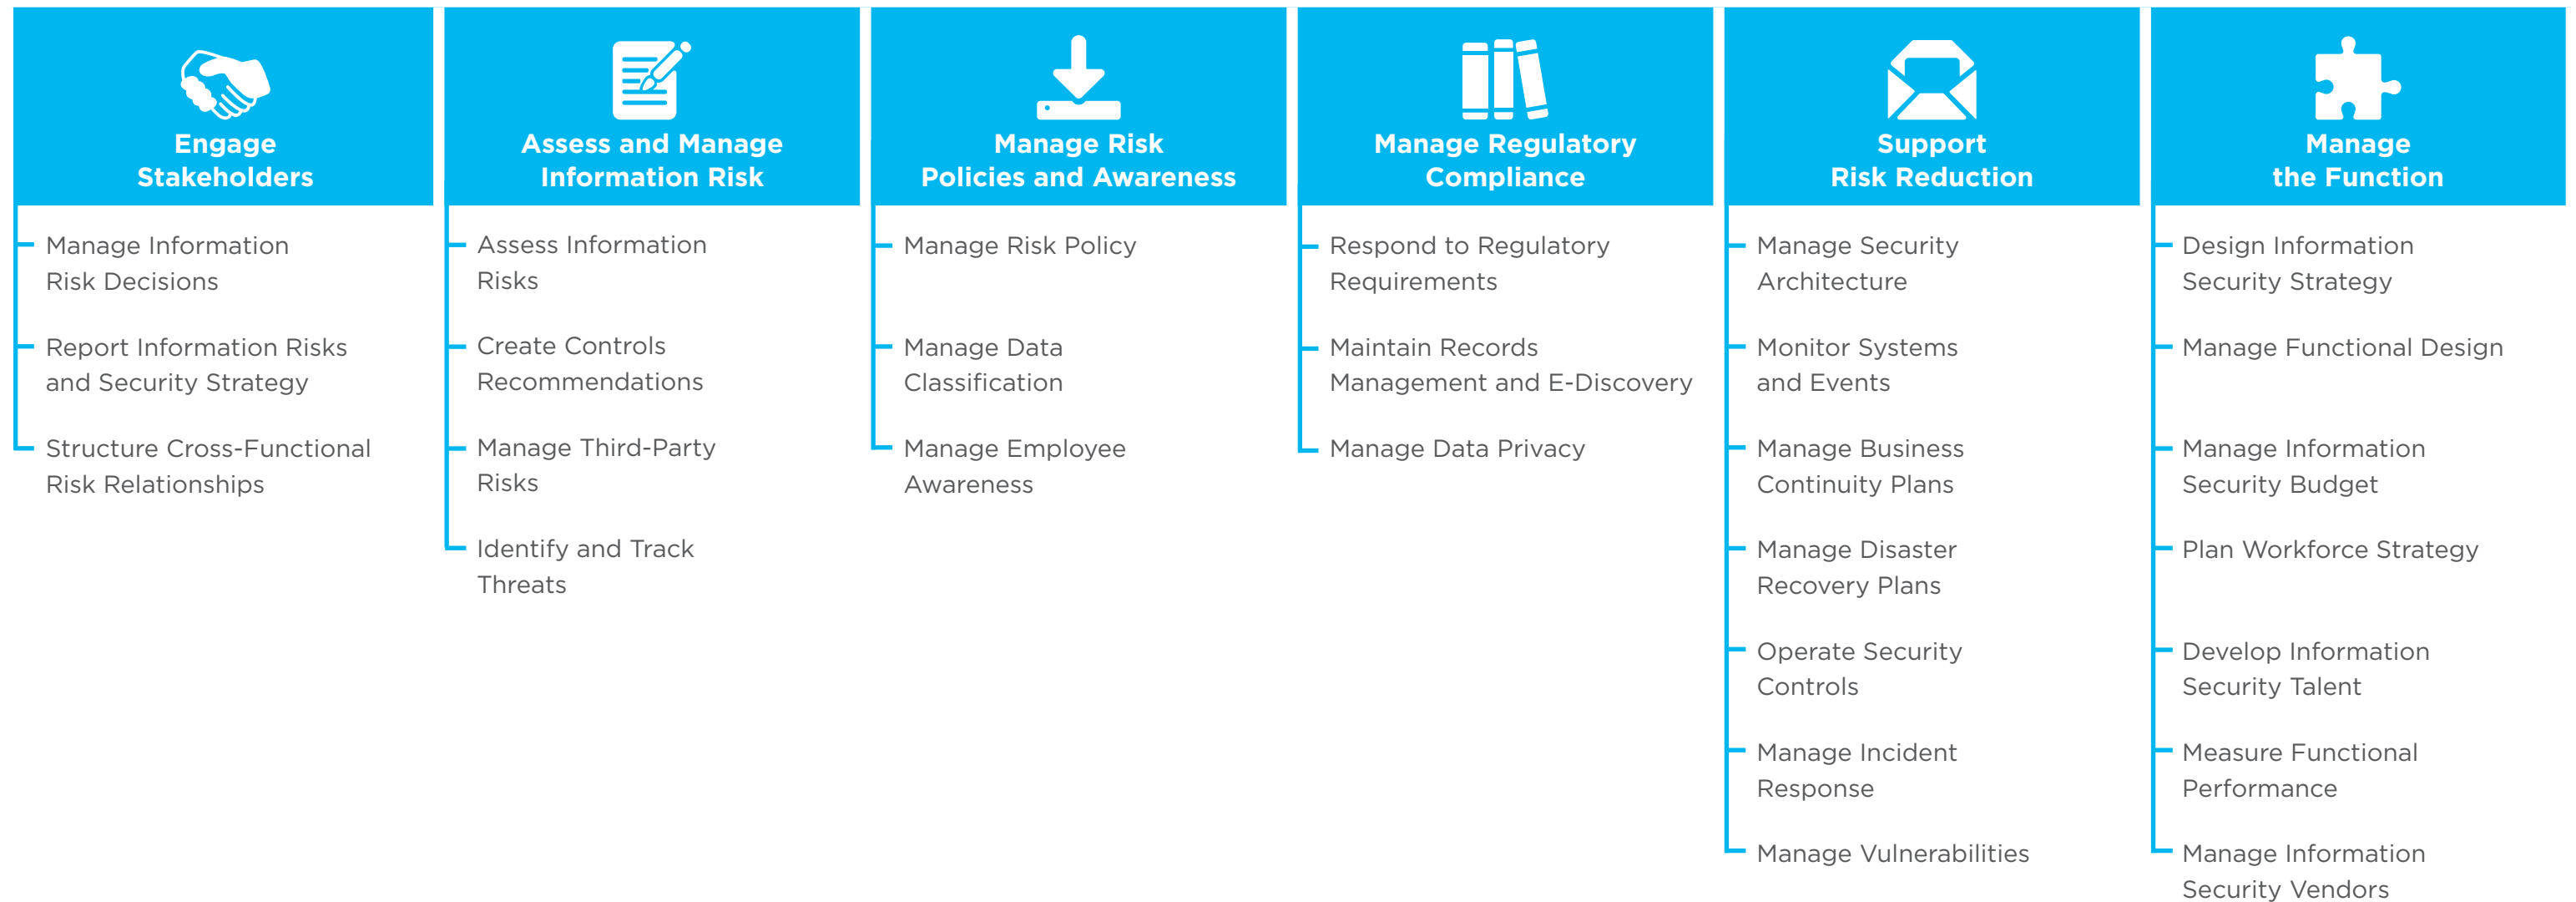 Engage
Stakeholders
Manage Information
Risk Decisions
Report Information Risks
and Security Strategy
Structure Cross-Functional
Risk Relationships
Assess and Manage
Information Risk
Assess Information
Risks
Create Controls
Recommendations
Manage Third-Party
Risks
Identify and Track
Threats
Manage Risk
Policies and Awareness
Manage Risk Policy
Manage Data
Classification
Manage Employee
Awareness
Manage Regulatory
Compliance
Respond to Regulatory
Requirements
Maintain Records
Management and E-Discovery
Manage Data Privacy
Support
Risk Reduction
Manage Security
Architecture
Monitor Systems
and Events
Manage Business
Continuity Plans
Manage Disaster
Recovery Plans
Operate Security
Controls
Manage Incident
Response
Manage Vulnerabilities
Manage
the Function
Design Information
Security Strategy
Manage Functional Design
Manage Information
Security Budget
Plan Workforce Strategy
Develop Information
Security Talent
Measure Functional
Performance
Manage Information
Security Vendors